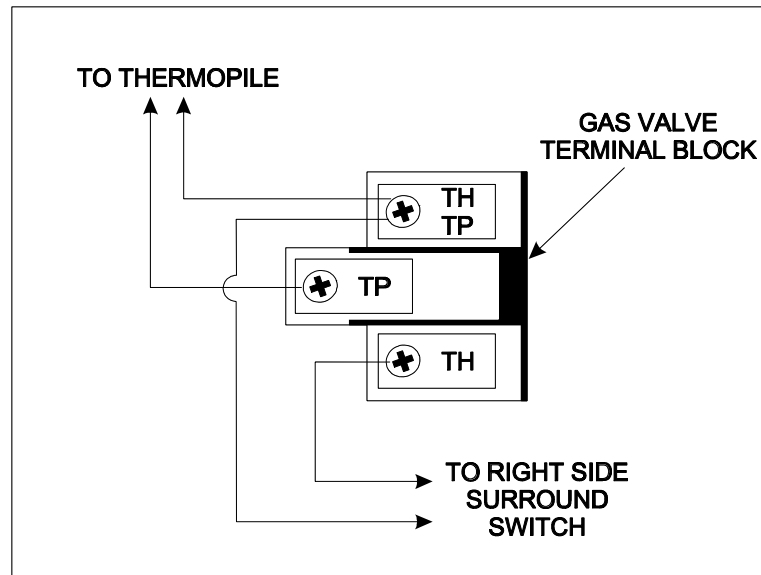 TO THERMOPILE
GAS VALVE
TERMINAL BLOCK
TH
TP
TP
TH
TO RIGHT SIDE
SURROUND
SWITCH